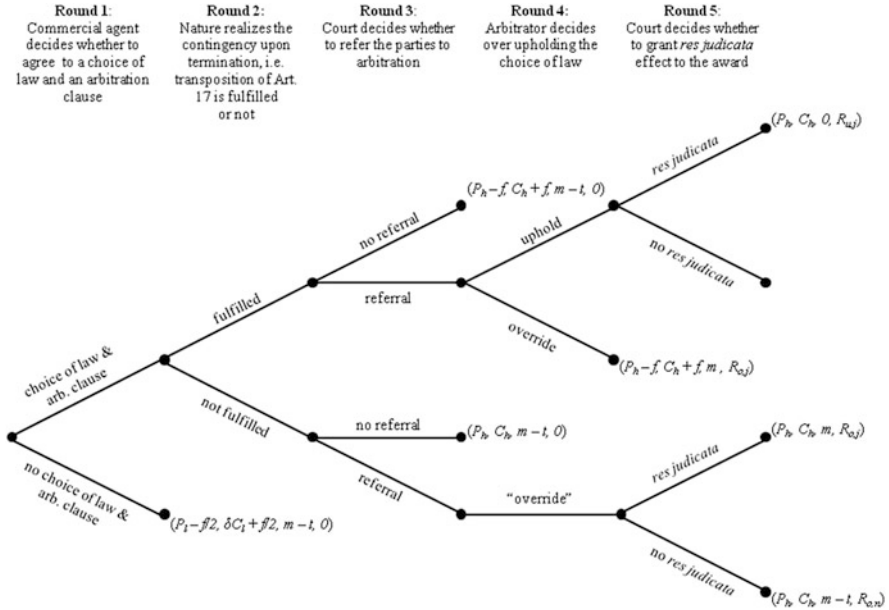 Round 1:
Commercial agent
decides whether to
agree to a choice of
law and an arbitration
clause
Round 2:
Nature realizes the
contingency upon
termination, i.e.
transposition of Art.
17 is fulfilled
or not
Round 3:
Court decides whether
to refer the parties to
arbitration
Round 4:
Arbitrator decides
over upholding the
choice of law
Round 5:
Court decides whether
to grant res judicata
effect to the award
(Ph, Ch, 0, Ru,j)
res judicata
(Ph−f, Ch+f, m−t, 0)
no referral
uphold
no res judicata
fulfilled
referral
override
(Ph−f, Ch+f, m, Ro,j)
choice of law &
arb. clause
not fulfilled
no referral
(Ph, Ch, m−t, 0)
res judicata
(Ph, Ch, m, Ro,j)
no choice of law &
arb. clause
referral
“override”
(Pl−f/2, δCl+f/2, m−t, 0)
no res judicata
(Ph, Ch, m−t, Ro,n)